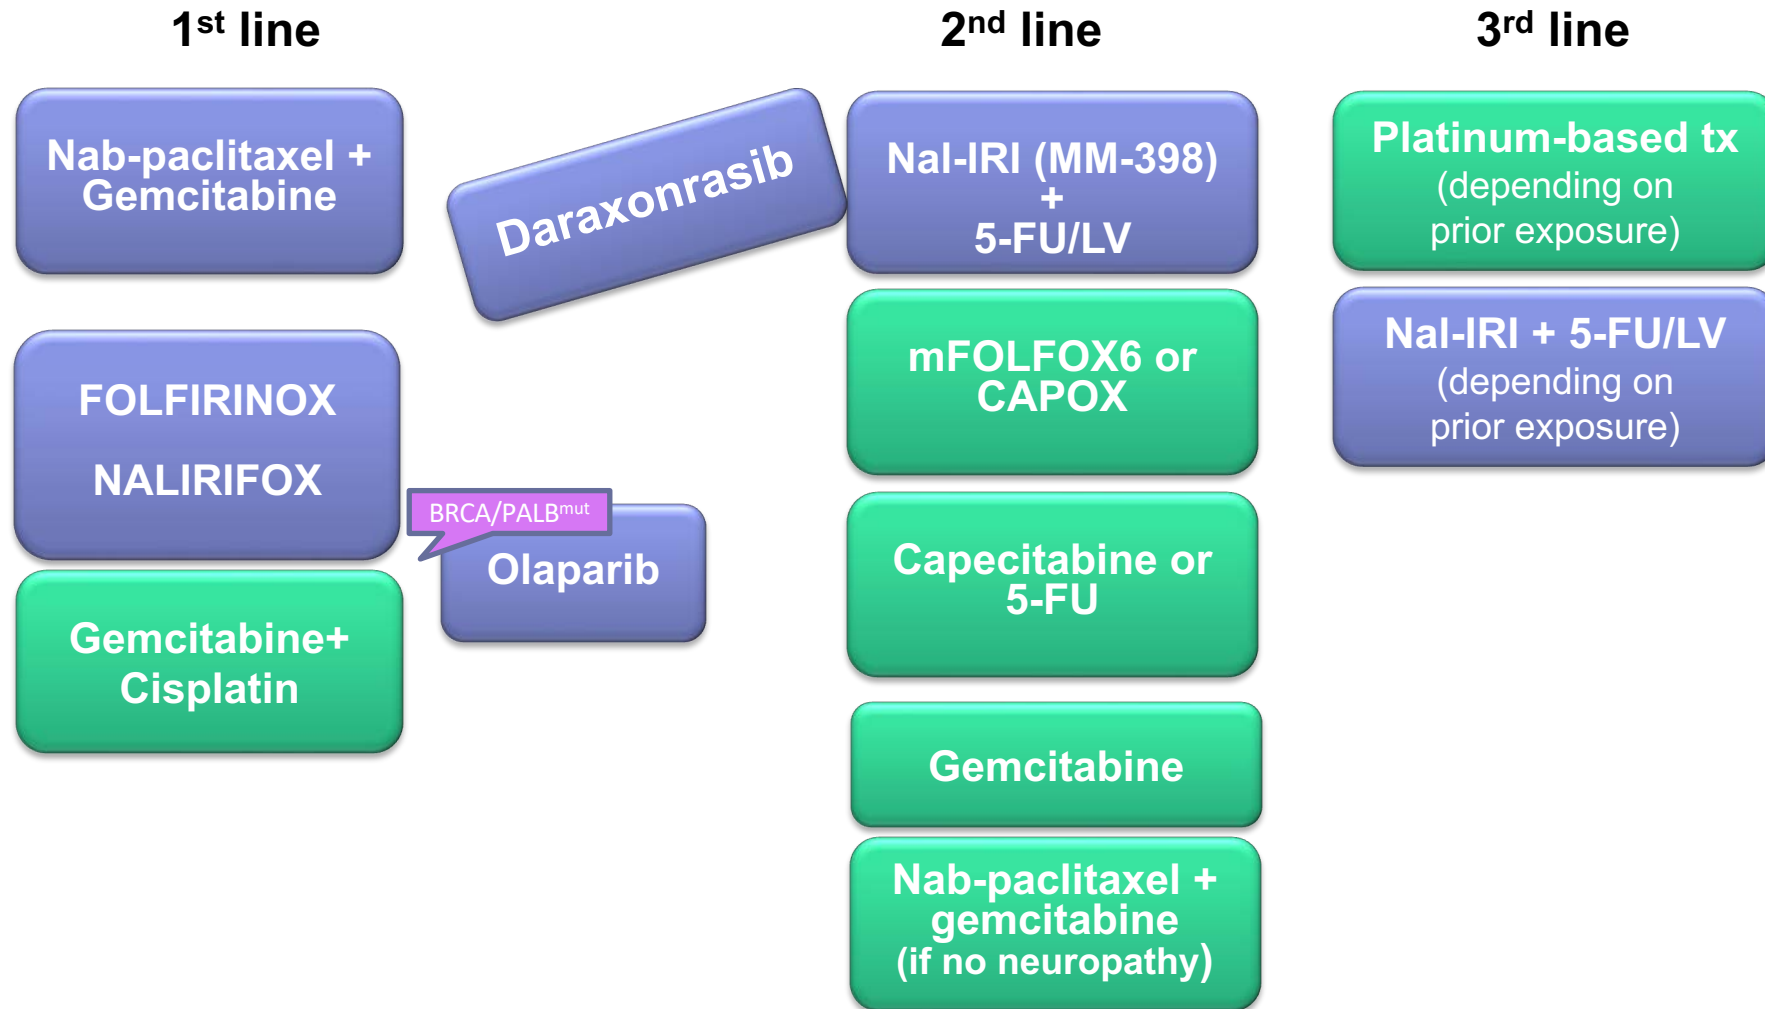 1st line
Nab-paclitaxel +
Gemcitabine
FOLFIRINOX
NALIRIFOX
Gemcitabine+
Cisplatin
Daraxonrasib
BRCA/PALBmut
Olaparib
2nd line
Nal-IRI (MM-398)
+
5-FU/LV
mFOLFOX6 or
CAPOX
Capecitabine or
5-FU
Gemcitabine
Nab-paclitaxel +
gemcitabine
(if no neuropathy)
3rd line
Platinum-based tx
(depending on
prior exposure)
Nal-IRI + 5-FU/LV
(depending on
prior exposure)